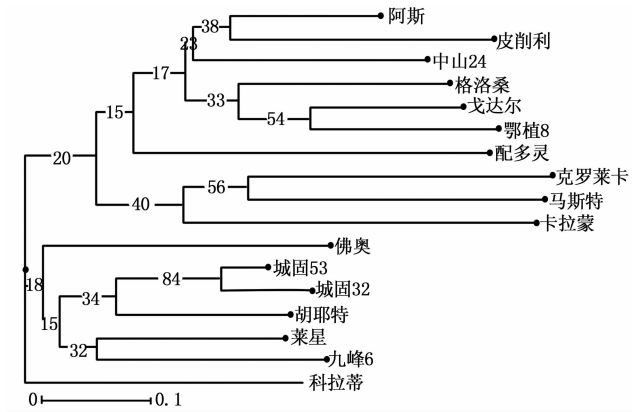 阿斯
38
皮削利
23
中山24
17
格洛桑
33
戈达尔
54
15
鄂植8
配多灵
20
克罗莱卡
56
马斯特
40
卡拉蒙
佛奥
城固53
84
18
城固32
34
胡耶特
15
莱星
32
九峰6
科拉蒂
0 0.1